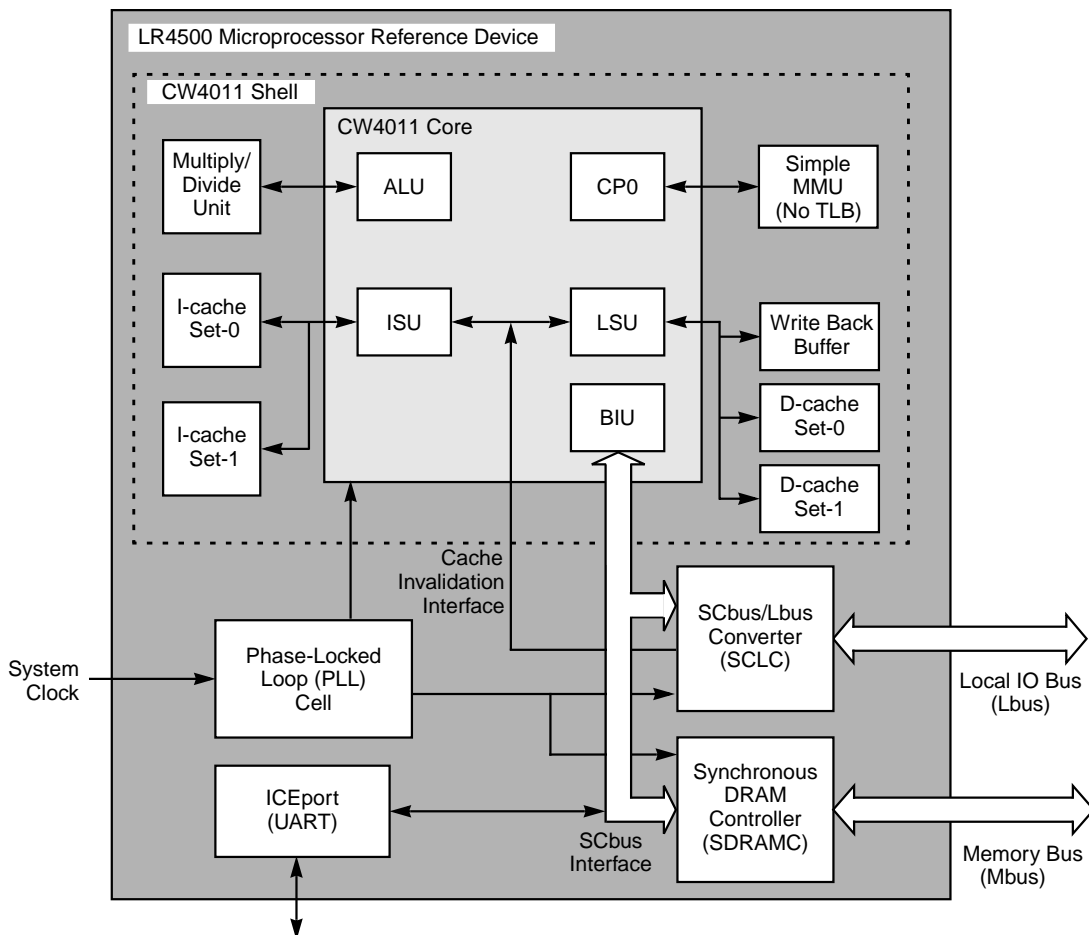 LR4500 Microprocessor Reference Device
CW4011 Shell
CW4011 Core
Multiply/
Divide
Unit
ALU
CP0
Simple
MMU
(No TLB)
I-cache
Set-0
ISU
LSU
Write Back
Buffer
I-cache
Set-1
BIU
D-cache
Set-0
D-cache
Set-1
Cache
Invalidation
Interface
SCbus/Lbus
Converter
(SCLC)
System
Clock
Phase-Locked
Loop (PLL)
Cell
Local IO Bus
(Lbus)
ICEport
(UART)
Synchronous
DRAM
Controller
(SDRAMC)
SCbus
Interface
Memory Bus
(Mbus)